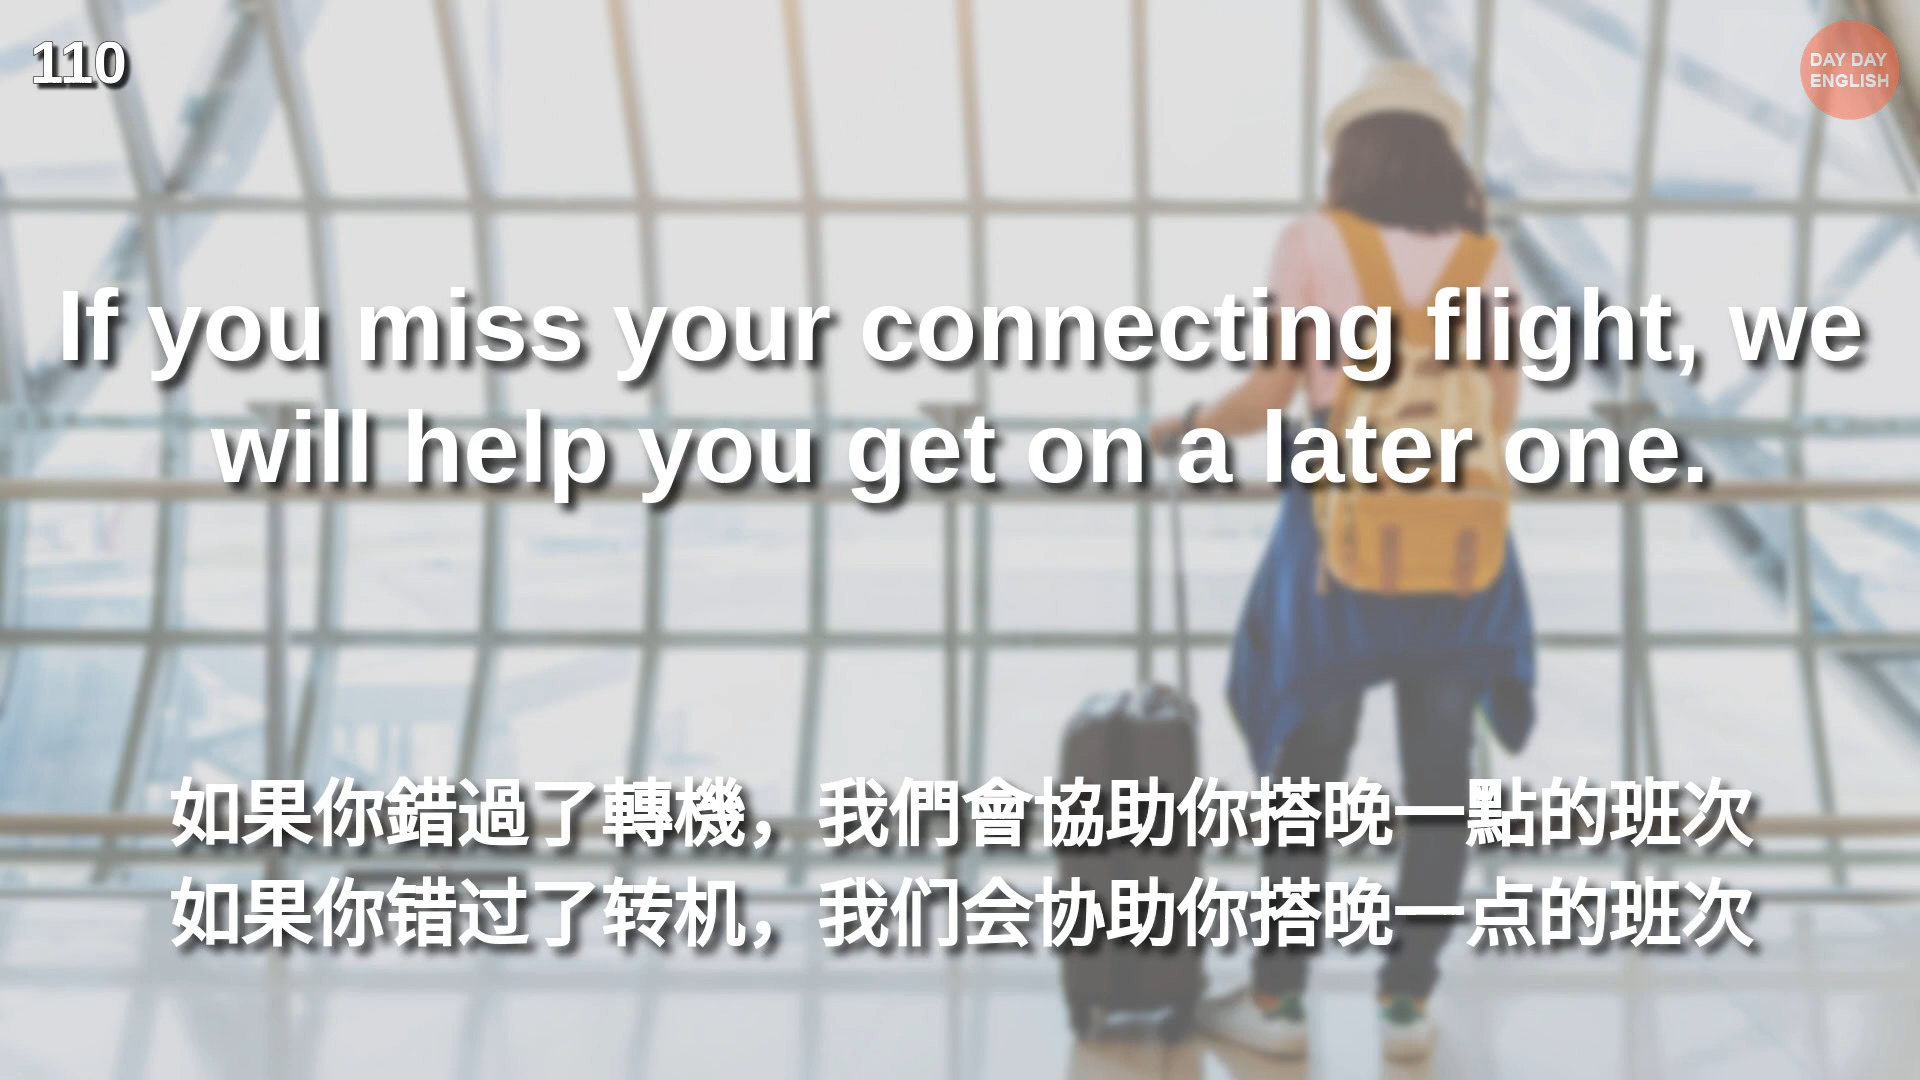 110
DAY DAY
ENGLISH
If you miss your connecting flight, we
will help you get on a later one.
如果你錯過了轉機，我們會協助你搭晚一點的班次
如果你错过了转机，我们会协助你搭晚一点的班次